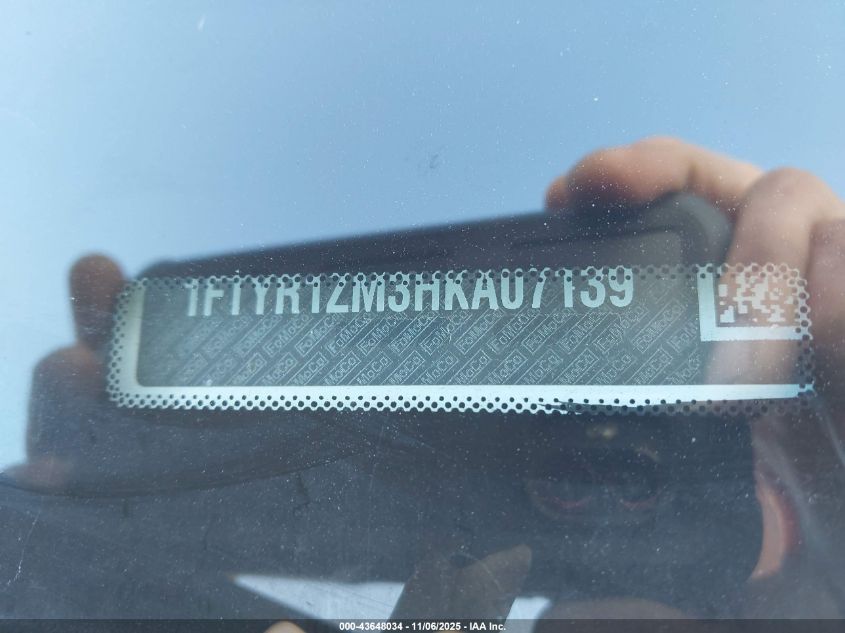 1FTYR1ZM3HKA07139
000-43648034 - 11/06/2025 - IAA Inc.